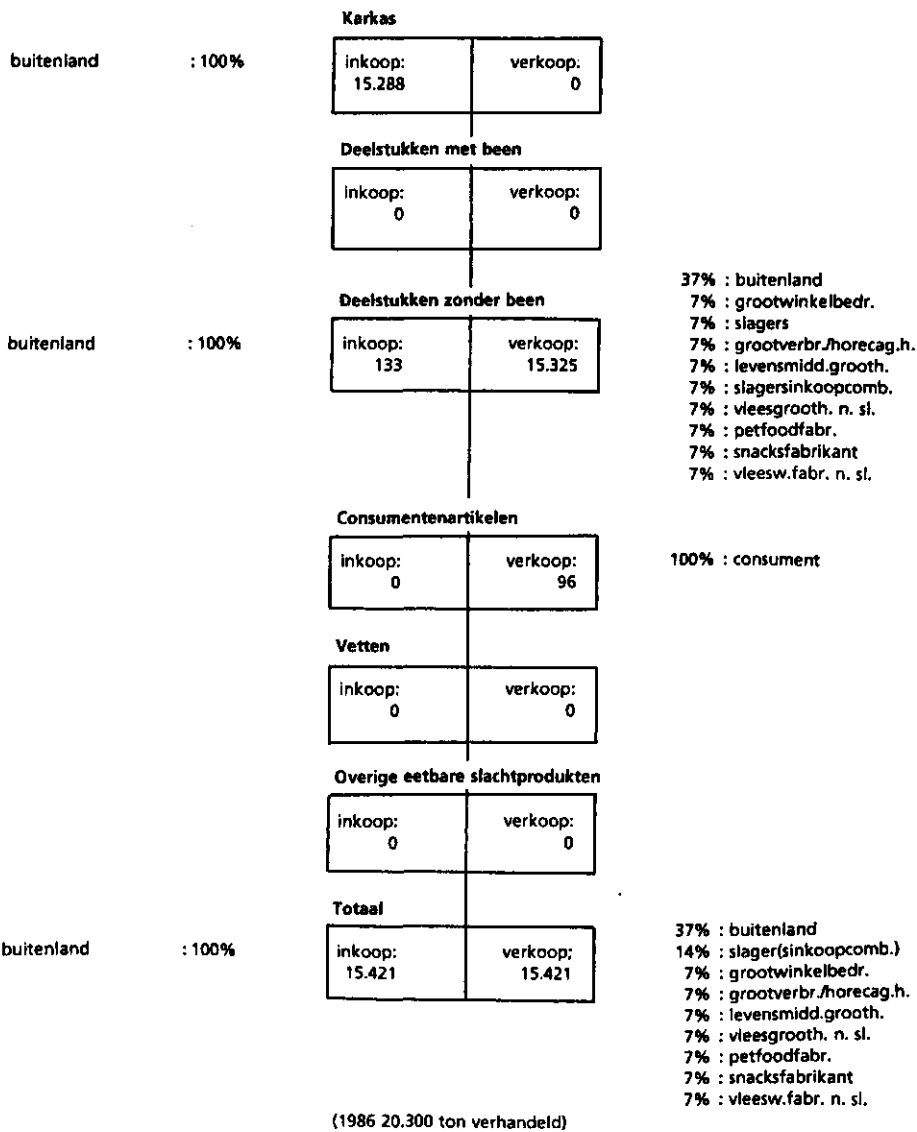 Karkas
buitenland : 100%
inkoop: verkoop:
15.288 0
Deelstukken met been
inkoop: verkoop:
0 0
Deelstukken zonder been
buitenland : 100%
inkoop: verkoop:
133 15.325
37% : buitenland
7% : grootwinkelbedr.
7% : slagers
7% : grootverbr./horecag.h.
7% : levensmidd.grooth.
7% : slagersinkoopcomb.
7% : vleesgrooth. n. sl.
7% : petfoodfabr.
7% : snacksfabrikant
7% : vleesw.fabr. n. sl.
Consumentenartikelen
inkoop: verkoop:
0 96
100% : consument
Vetten
inkoop: verkoop:
0 0
Overige eetbare slachtprodukten
inkoop: verkoop:
0 0
Totaal
buitenland : 100%
inkoop: verkoop;
15.421 15.421
37% : buitenland
14% : slager(sinkoopcomb.)
7% : grootwinkelbedr.
7% : grootverbr./horecag.h.
7% : levensmidd.grooth.
7% : vleesgrooth. n. sl.
7% : petfoodfabr.
7% : snacksfabrikant
7% : vleesw.fabr. n. sl.
(1986 20.300 ton verhandeld)